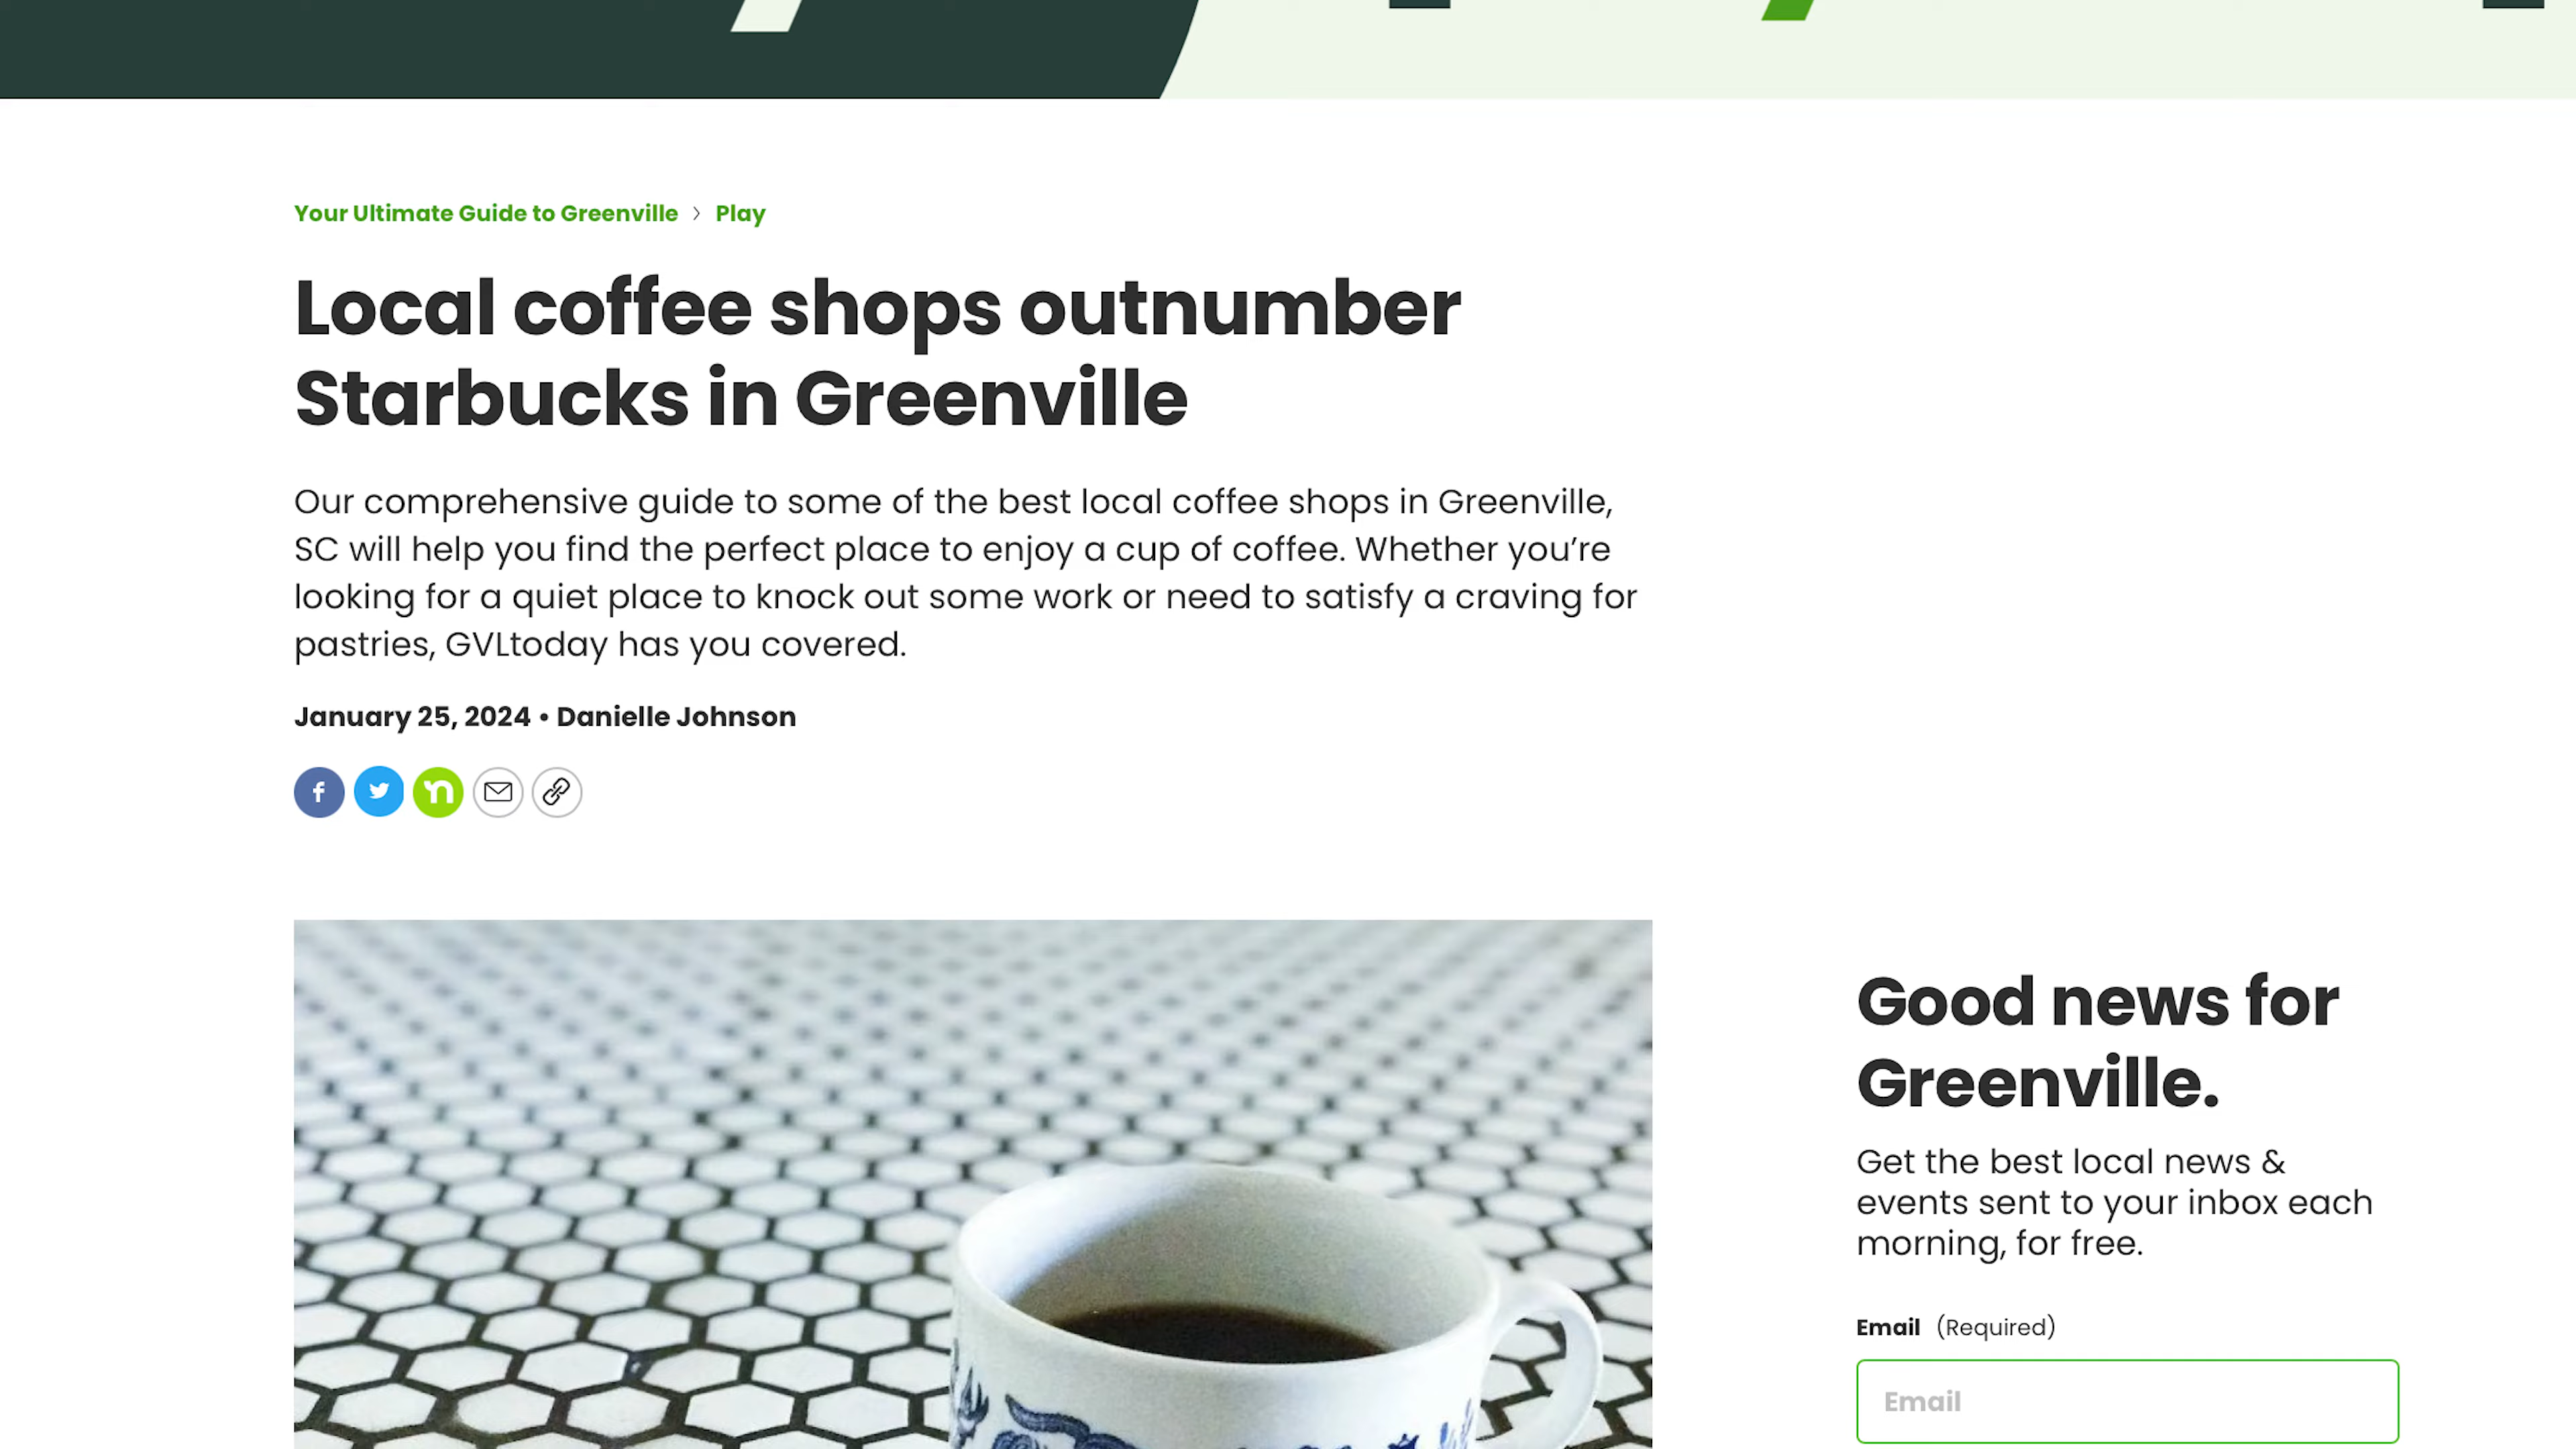 Your Ultimate Guide to Greenville > Play
Local coffee shops outnumber
Starbucks in Greenville
Our comprehensive guide to some of the best local coffee shops in Greenville,
SC will help you find the perfect place to enjoy a cup of coffee. Whether you’re
looking for a quiet place to knock out some work or need to satisfy a craving for
pastries, GVLtoday has you covered.
January 25, 2024 • Danielle Johnson
Good news for
Greenville.
Get the best local news &
events sent to your inbox each
morning, for free.
Email (Required)
Email